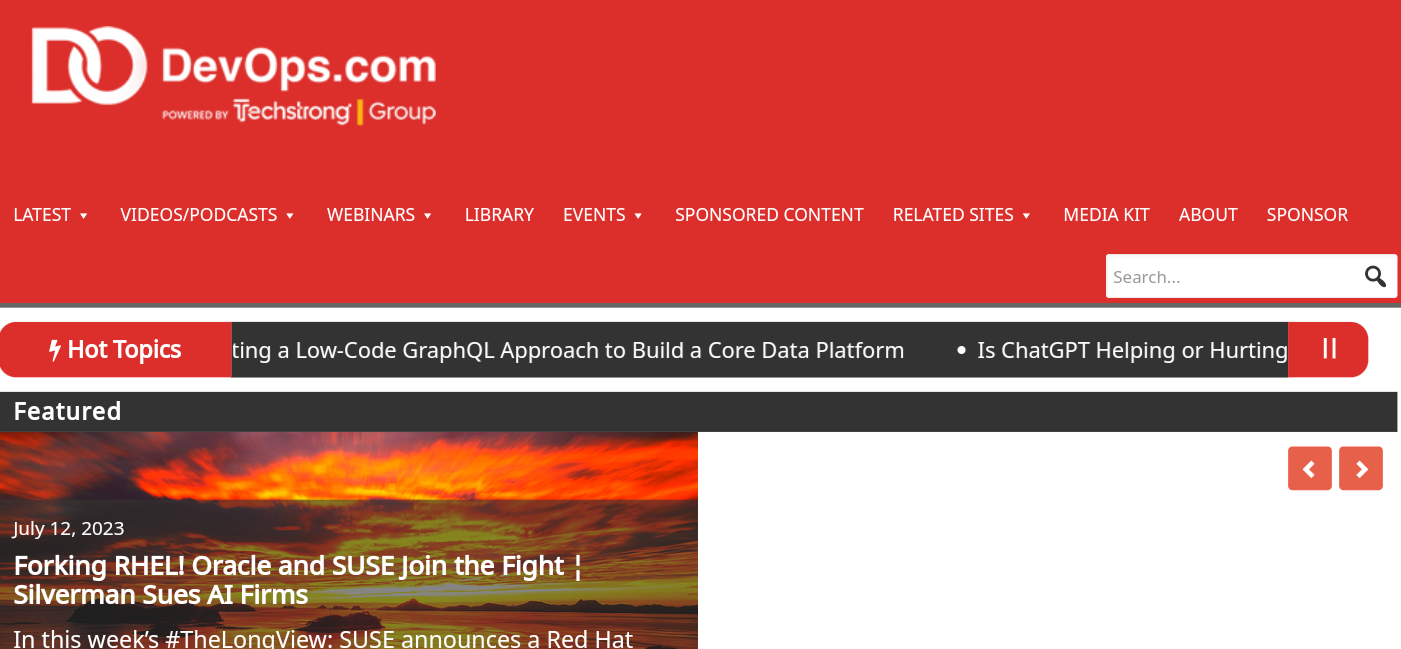 DevOps.com
POWERED BY Techstrong Group
LATEST VIDEOS/PODCASTS WEBINARS LIBRARY EVENTS SPONSORED CONTENT RELATED SITES MEDIA KIT ABOUT SPONSOR
Search...
Hot Topics ting a Low-Code GraphQL Approach to Build a Core Data Platform • Is ChatGPT Helping or Hurting
Featured
July 12, 2023
Forking RHEL! Oracle and SUSE Join the Fight ¦
Silverman Sues AI Firms
In this week’s #TheLongView: SUSE announces a Red Hat